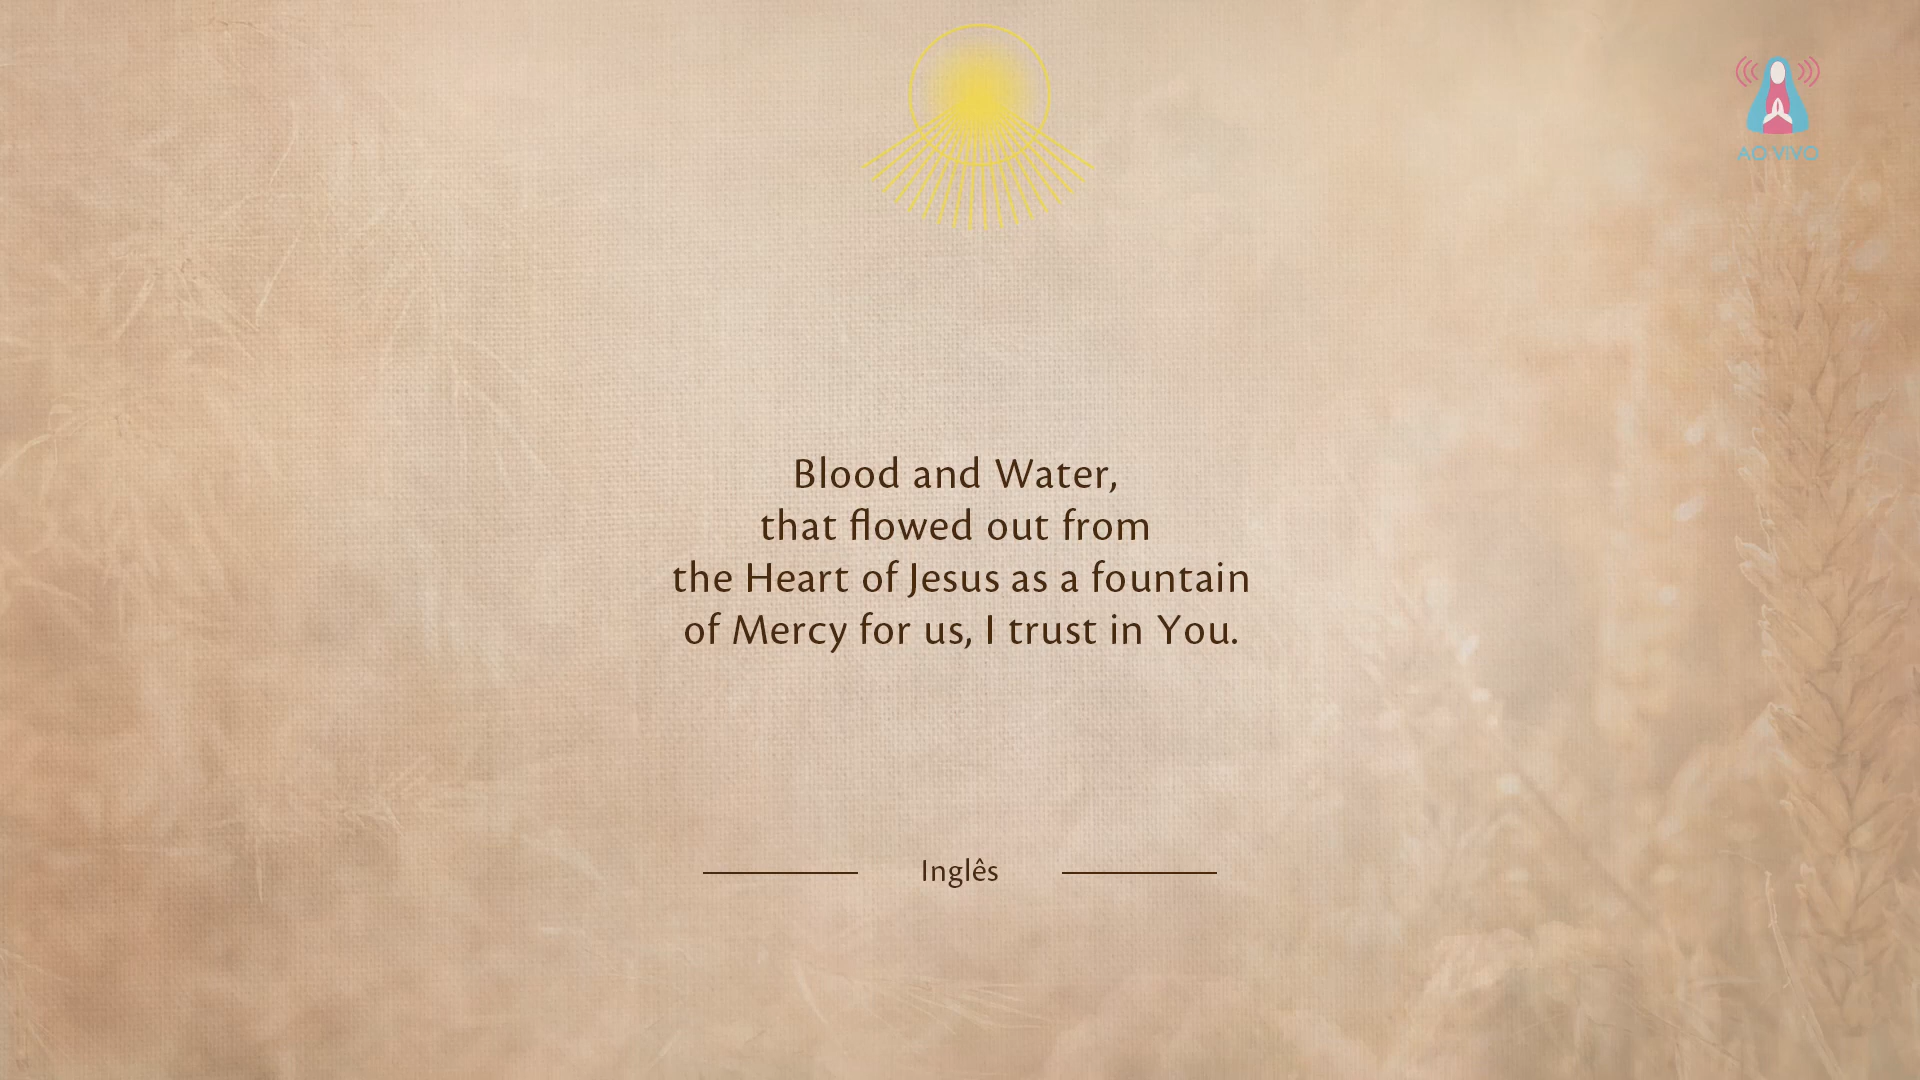 AO VIVO
Blood and Water,
that flowed out from
the Heart of Jesus as a fountain
of Mercy for us, I trust in You.
Inglês